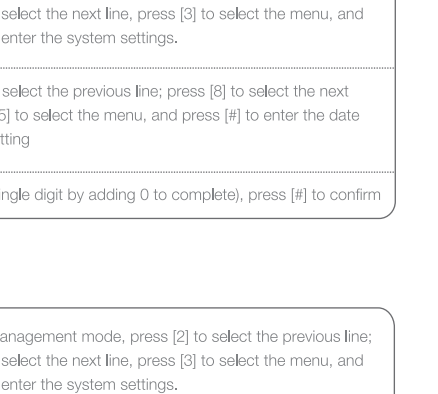 select the next line, press [3] to select the menu, and
enter the system settings.
select the previous line; press [8] to select the next
5] to select the menu, and press [#] to enter the date
tting
ingle digit by adding 0 to complete), press [#] to confirm
anagement mode, press [2] to select the previous line;
select the next line, press [3] to select the menu, and
enter the system settings.